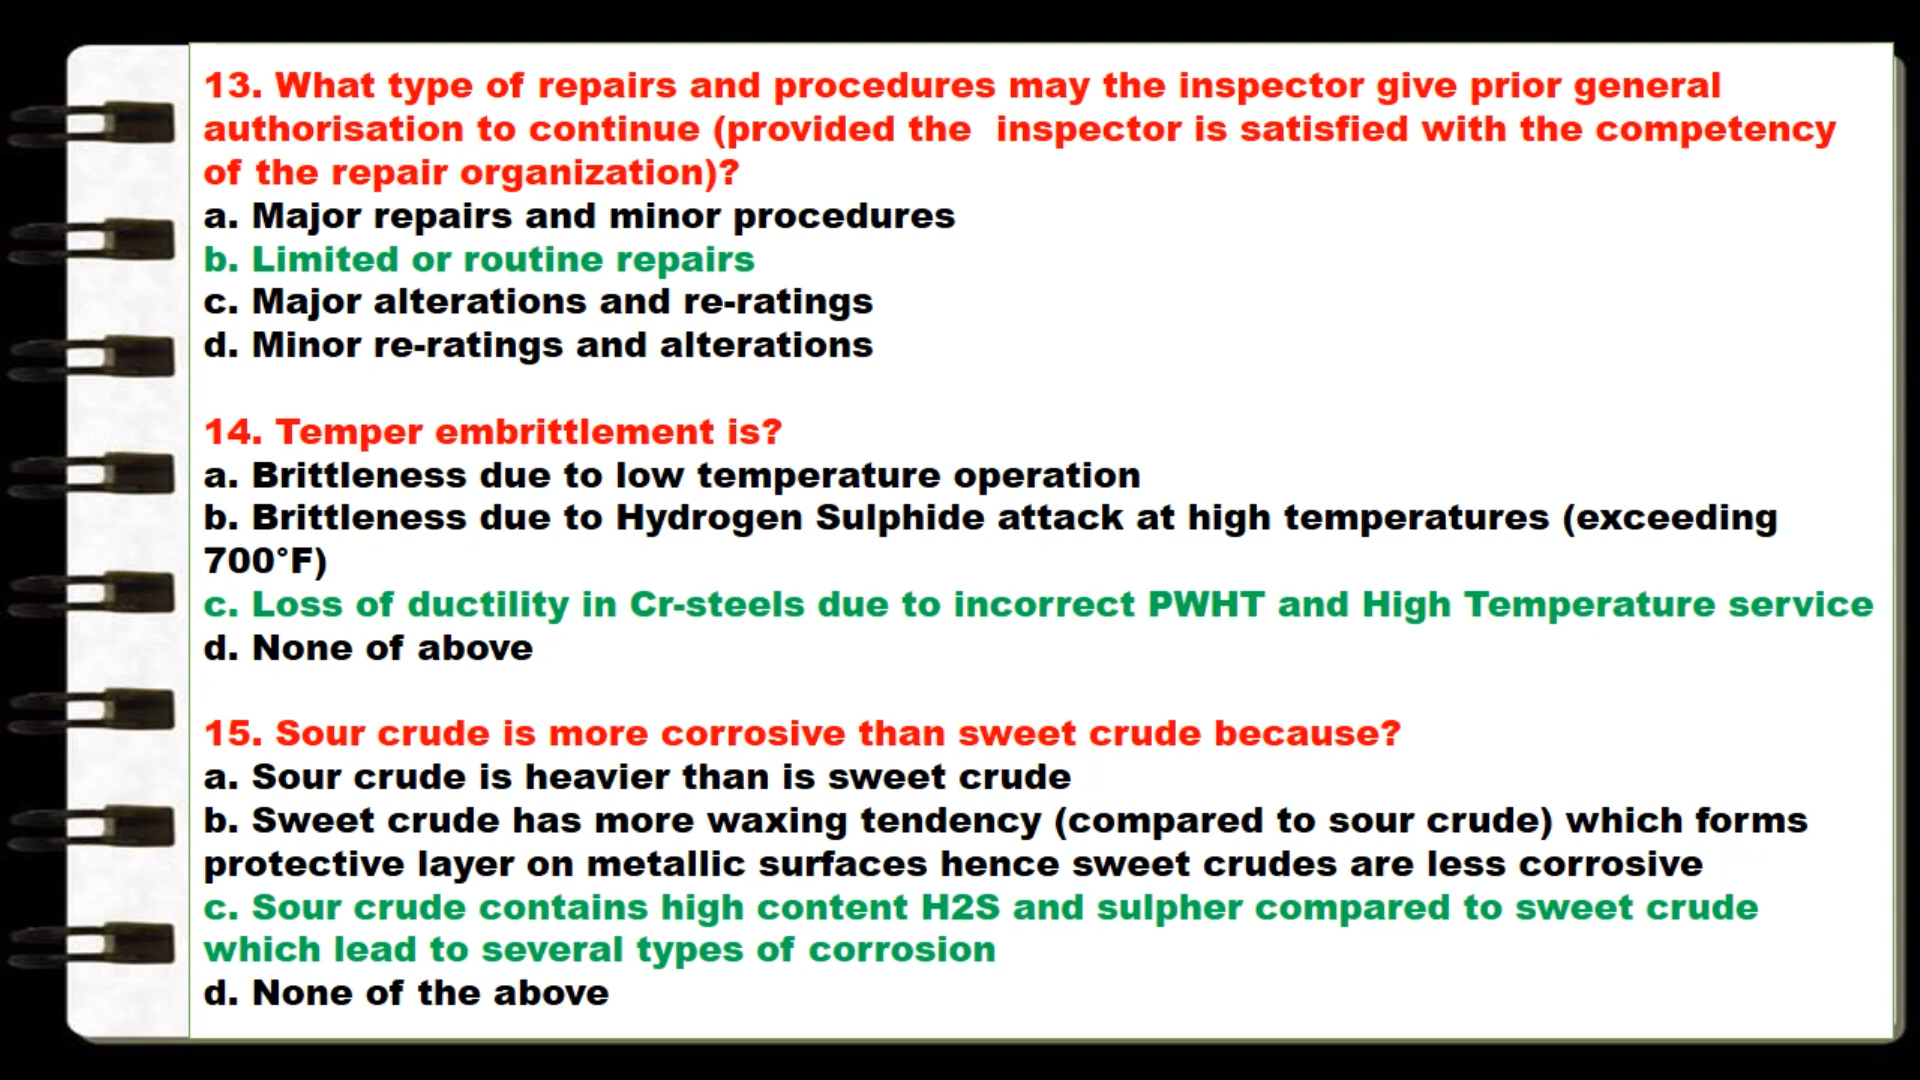 13. What type of repairs and procedures may the inspector give prior general
authorisation to continue (provided the inspector is satisfied with the competency
of the repair organization)?
a. Major repairs and minor procedures
b. Limited or routine repairs
c. Major alterations and re-ratings
d. Minor re-ratings and alterations
14. Temper embrittlement is?
a. Brittleness due to low temperature operation
b. Brittleness due to Hydrogen Sulphide attack at high temperatures (exceeding
700°F)
c. Loss of ductility in Cr-steels due to incorrect PWHT and High Temperature service
d. None of above
15. Sour crude is more corrosive than sweet crude because?
a. Sour crude is heavier than is sweet crude
b. Sweet crude has more waxing tendency (compared to sour crude) which forms
protective layer on metallic surfaces hence sweet crudes are less corrosive
c. Sour crude contains high content H2S and sulpher compared to sweet crude
which lead to several types of corrosion
d. None of the above